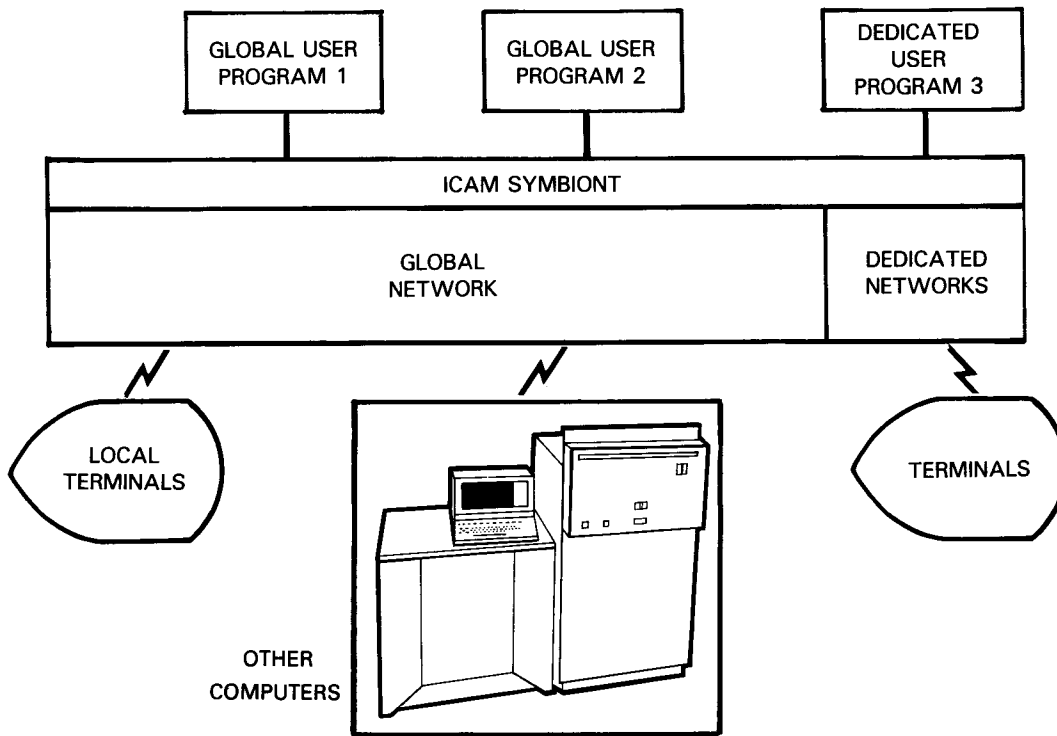 GLOBAL USER
PROGRAM 1
GLOBAL USER
PROGRAM 2
DEDICATED
USER
PROGRAM 3
ICAM SYMBIONT
GLOBAL
NETWORK
DEDICATED
NETWORKS
LOCAL
TERMINALS
TERMINALS
OTHER
COMPUTERS